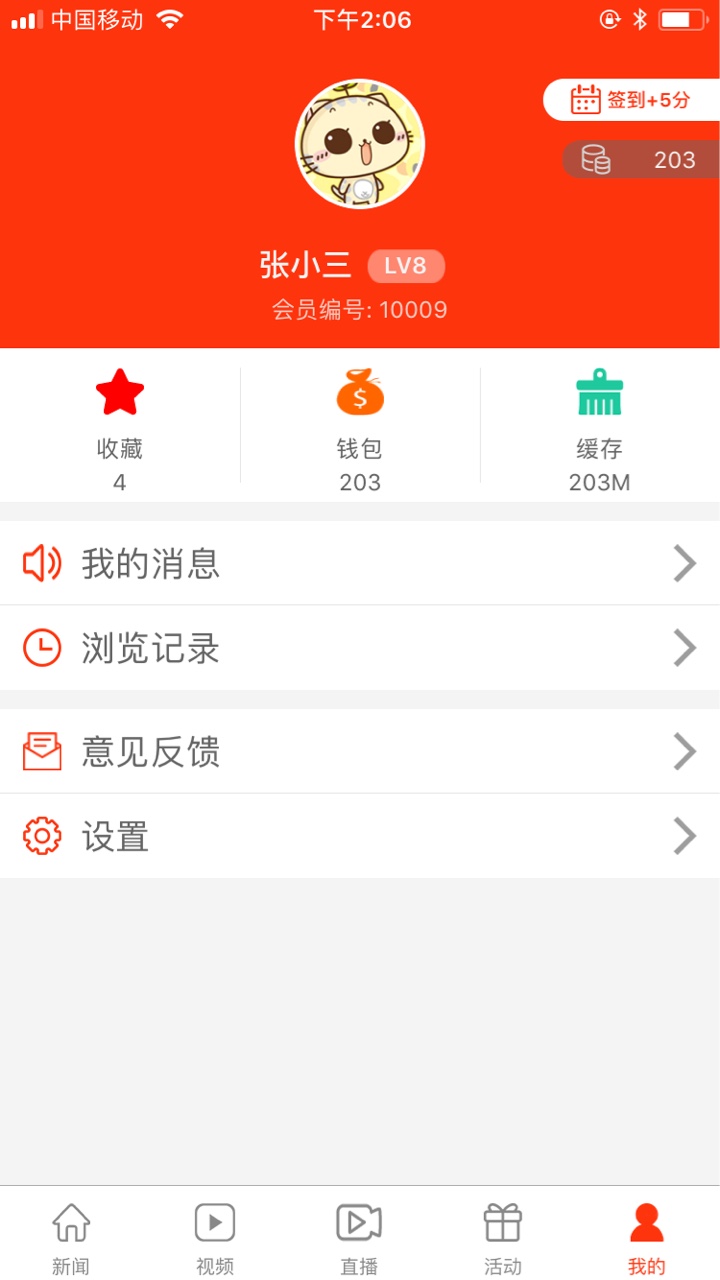 中国移动
下午2:06
签到+5分
203
张小三
LV8
会员编号: 10009
收藏
4
钱包
203
缓存
203M
我的消息
浏览记录
意见反馈
设置
新闻
视频
直播
活动
我的